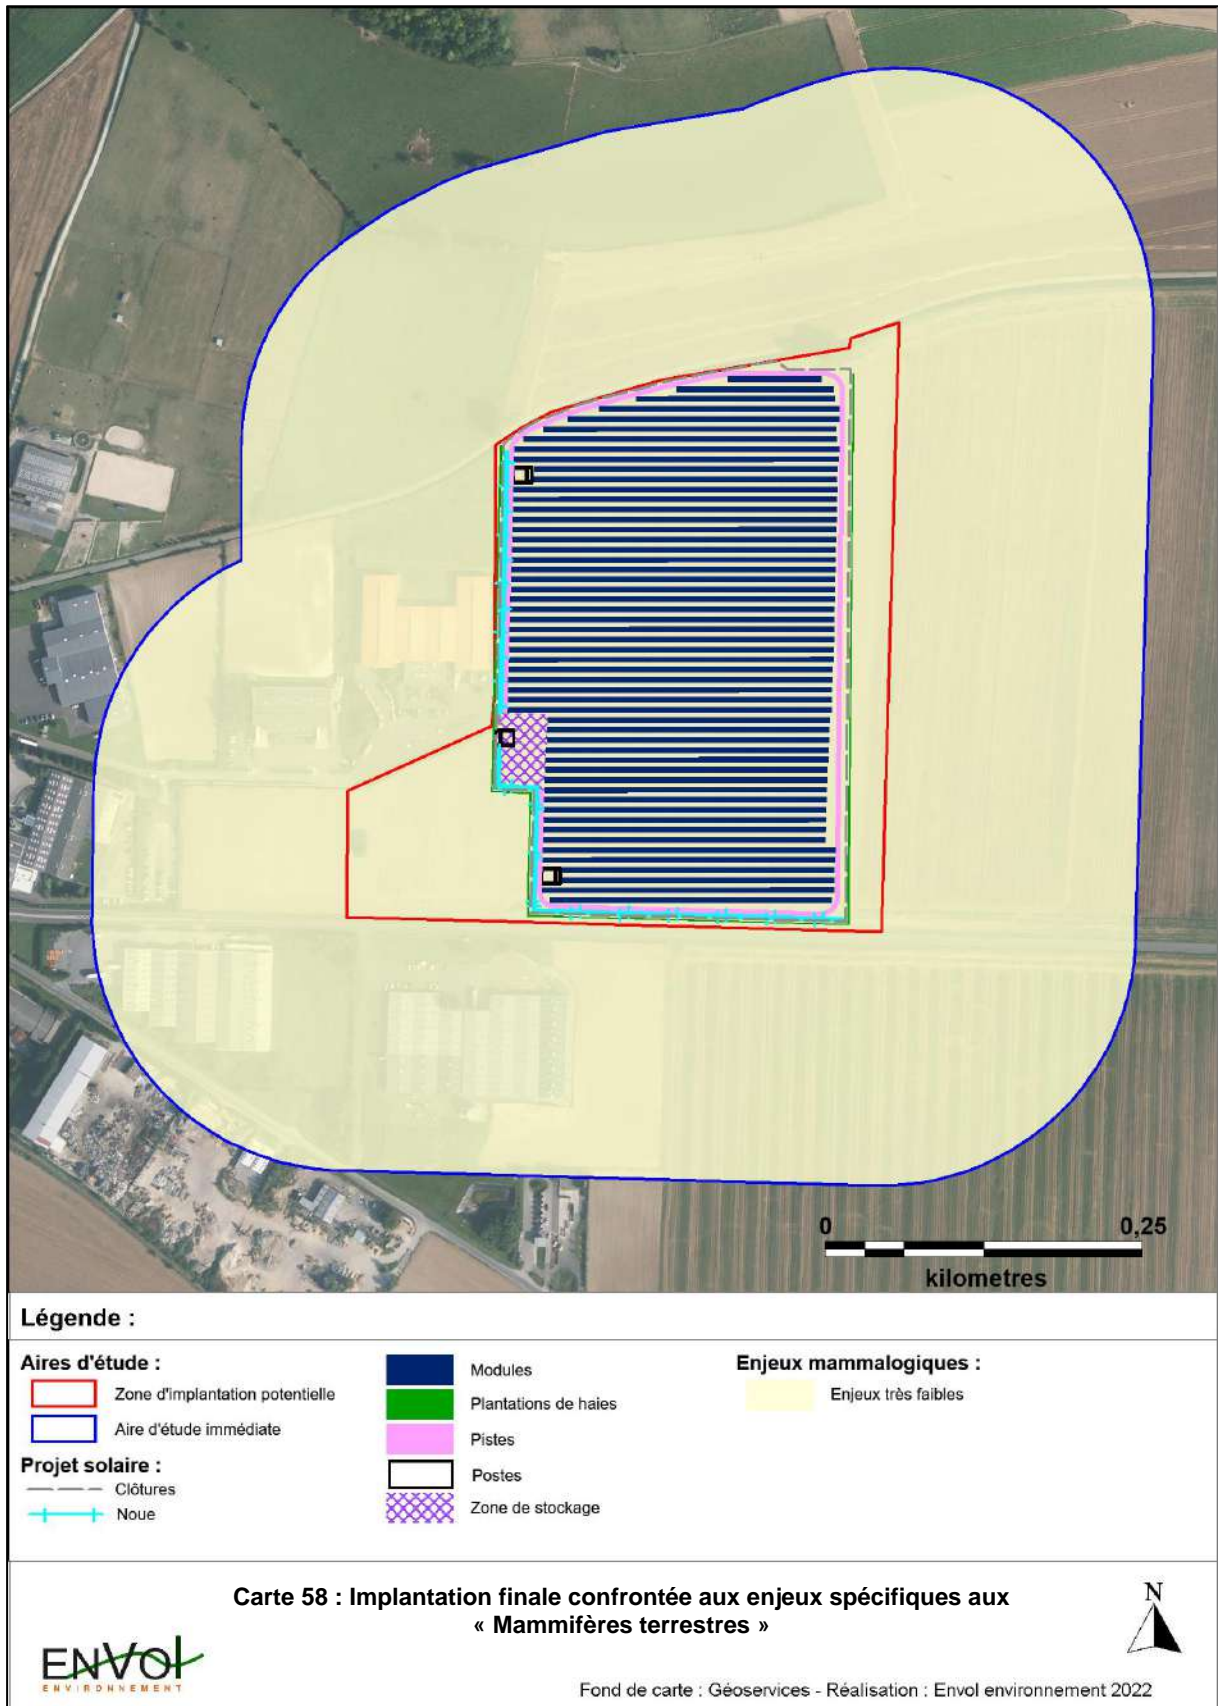 0 0,25
kilometres
Légende :
Aires d'étude :
Zone d'implantation potentielle
Aire d'étude immédiate
Projet solaire :
Clôtures
Noue
Modules
Plantations de haies
Pistes
Postes
Zone de stockage
Enjeux mammalogiques :
Enjeux très faibles
Carte 58 : Implantation finale confrontée aux enjeux spécifiques aux
« Mammifères terrestres »
N
ENVOL
ENVIRONNEMENT
Fond de carte : Géoservices - Réalisation : Envol environnement 2022